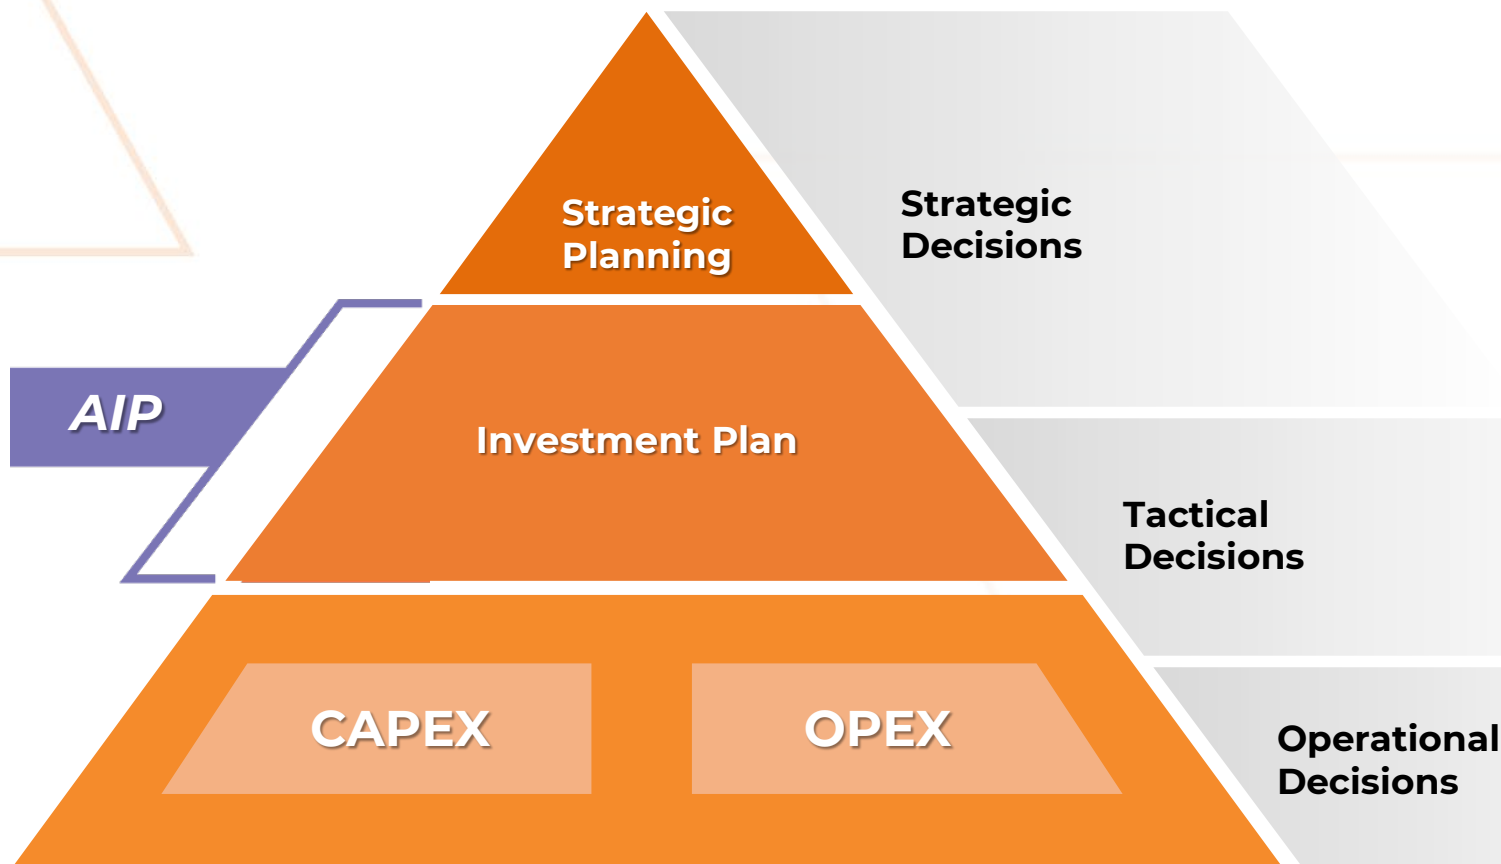 Strategic
Planning
Strategic
Decisions
AIP
Investment Plan
Tactical
Decisions
CAPEX
OPEX
Operational
Decisions